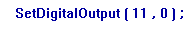 SetDigitalOutput ( 11 , 0 ) ;